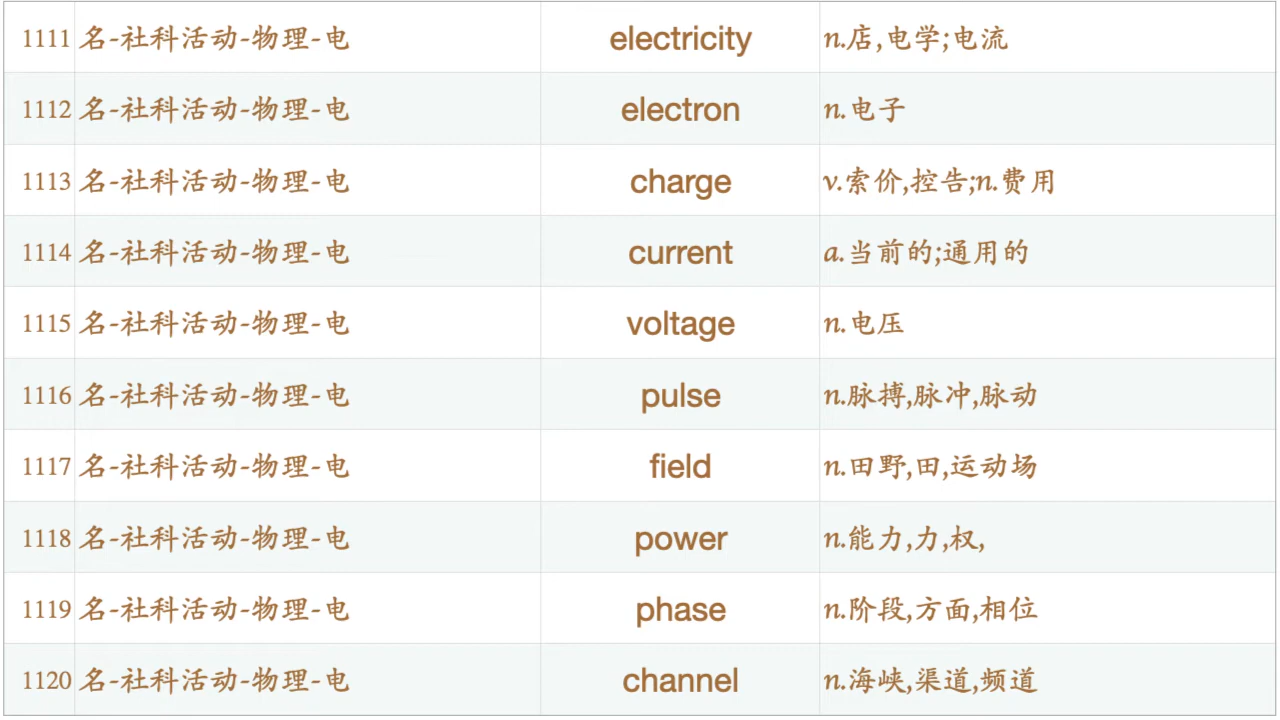 1111 名-社科活动-物理-电 electricity n.店,电学;电流
1112 名-社科活动-物理-电 electron n.电子
1113 名-社科活动-物理-电 charge v.索价,控告;n.费用
1114 名-社科活动-物理-电 current a.当前的;通用的
1115 名-社科活动-物理-电 voltage n.电压
1116 名-社科活动-物理-电 pulse n.脉搏,脉冲,脉动
1117 名-社科活动-物理-电 field n.田野,田,运动场
1118 名-社科活动-物理-电 power n.能力,力,权,
1119 名-社科活动-物理-电 phase n.阶段,方面,相位
1120 名-社科活动-物理-电 channel n.海峡,渠道,频道